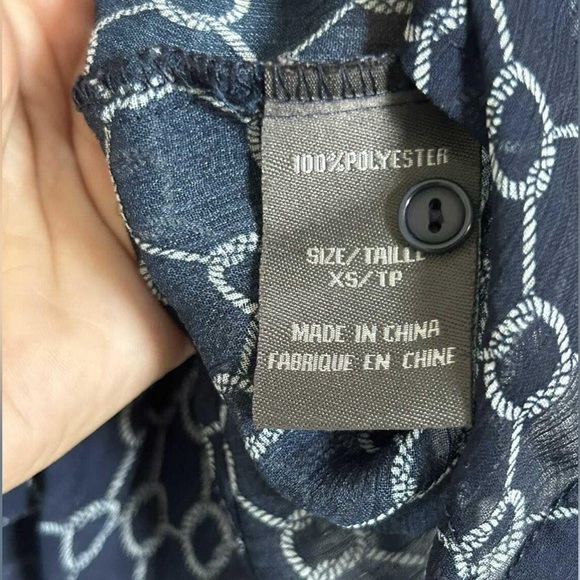 100%POLYESTER
SIZE/TAILLE
XS/TP
MADE IN CHINA
FABRIQUE EN CHINE